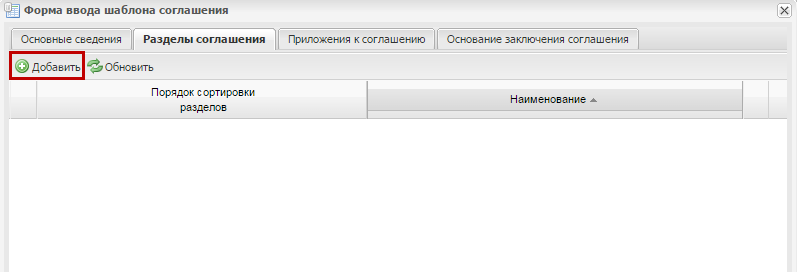 Форма ввода шаблона соглашения
Основные сведения Разделы соглашения Приложения к соглашению Основание заключения соглашения
Добавить Обновить
Порядок сортировки
разделов
Наименование